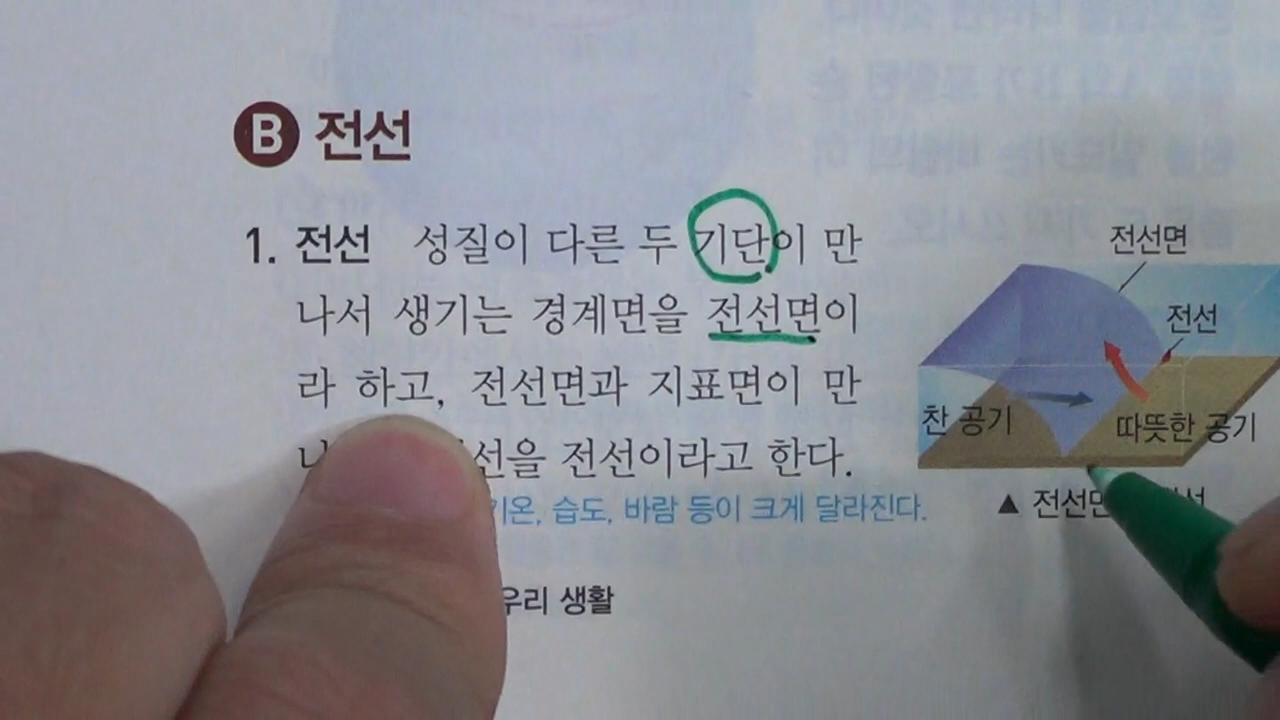 B 전선
1. 전선 성질이 다른 두 기단이 만
나서 생기는 경계면을 전선면이
라 하고, 전선면과 지표면이 만
전선을 전선이라고 한다.
기온, 습도, 바람 등이 크게 달라진다.
우리 생활
전선면
전선
찬 공기
따뜻한 공기
▲ 전선면